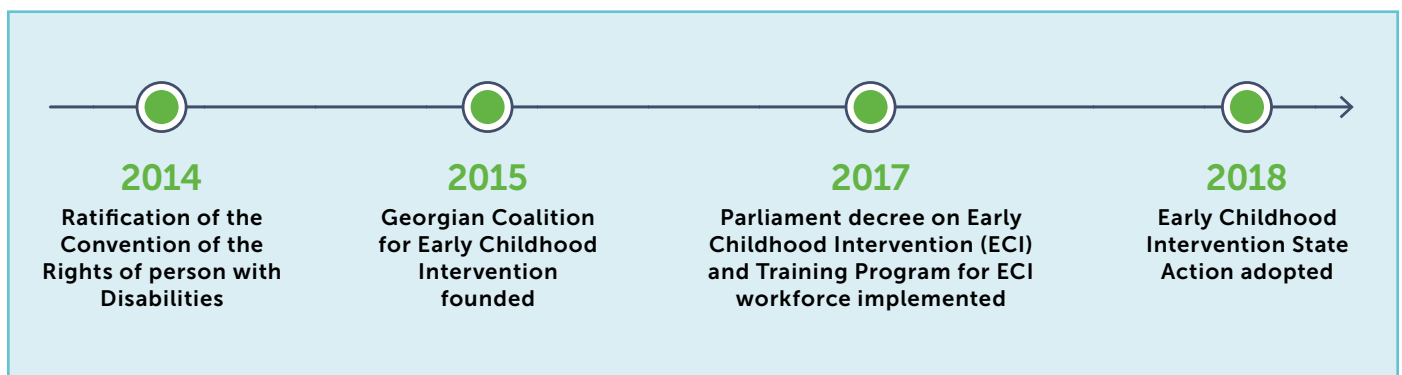 2014
Ratification of the
Convention of the
Rights of person with
Disabilities
2015
Georgian Coalition
for Early Childhood
Intervention
founded
2017
Parliament decree on Early
Childhood Intervention (ECI)
and Training Program for ECI
workforce implemented
2018
Early Childhood
Intervention State
Action adopted